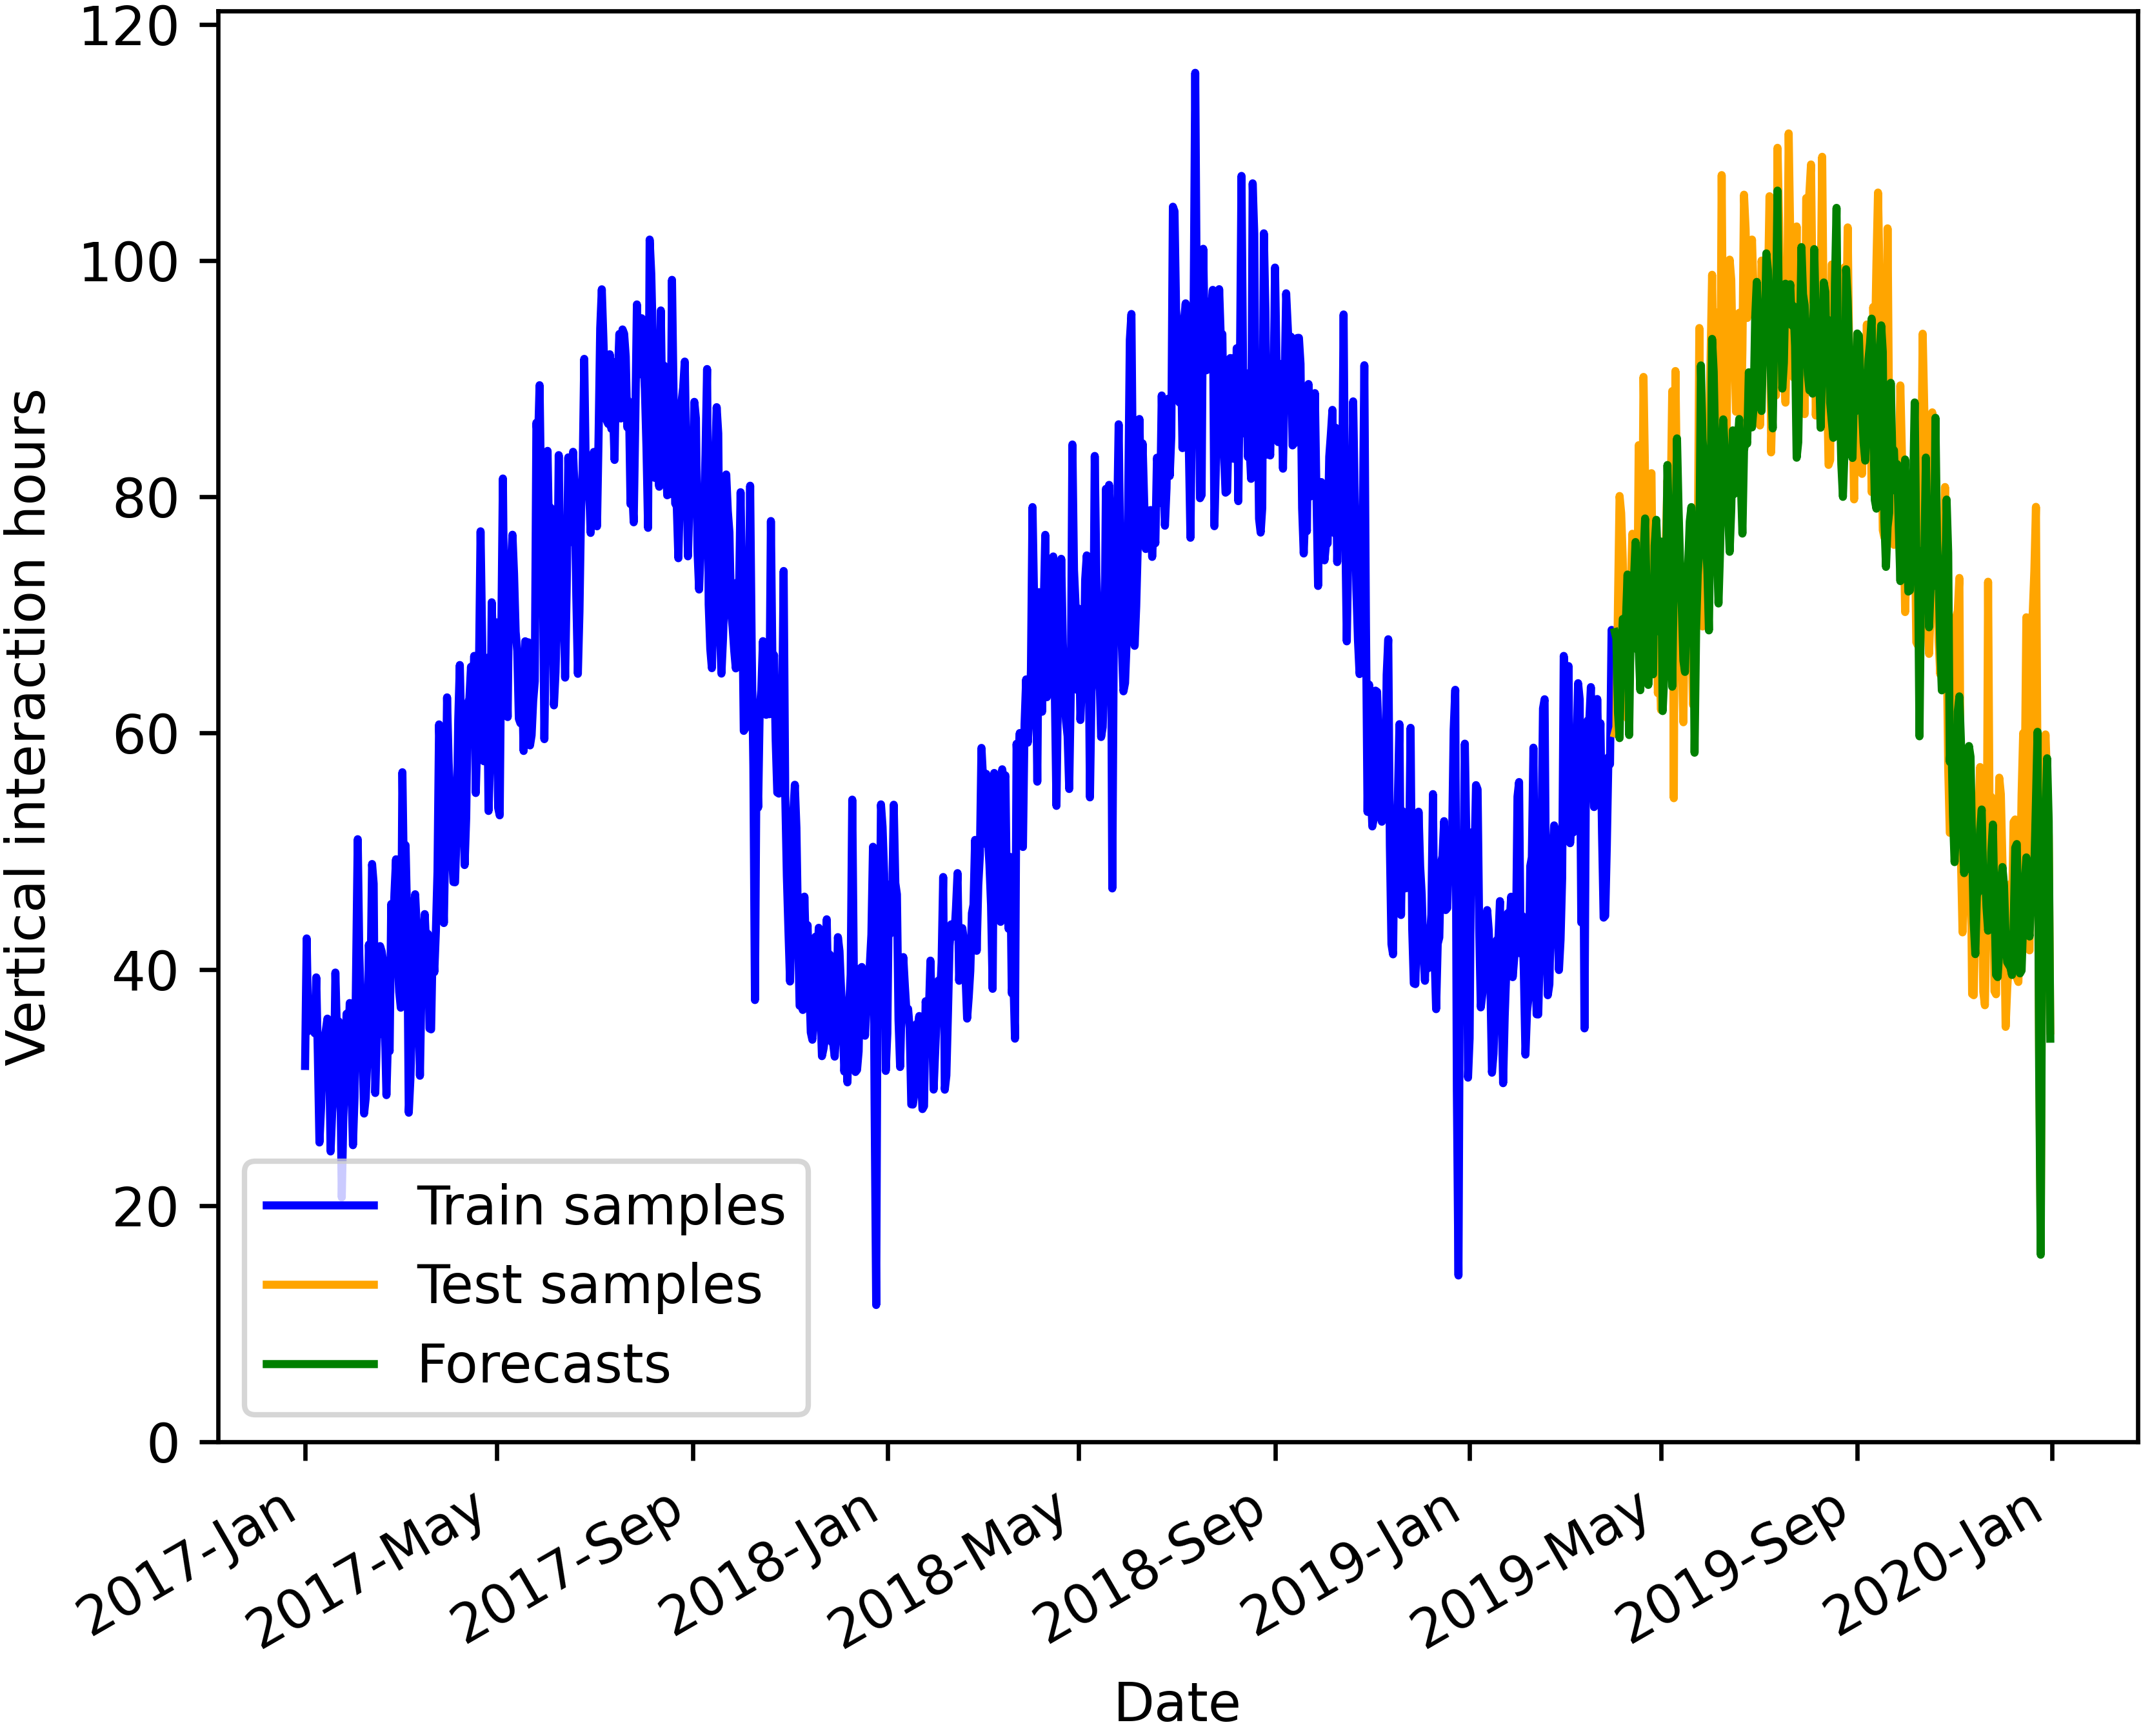 Vertical interaction hours
120
100
80
60
40
20
0
Train samples
Test samples
Forecasts
2017-Jan
2017-May
2017-Sep
2018-Jan
2018-May
2018-Sep
2019-Jan
2019-May
2019-Sep
2020-Jan
Date